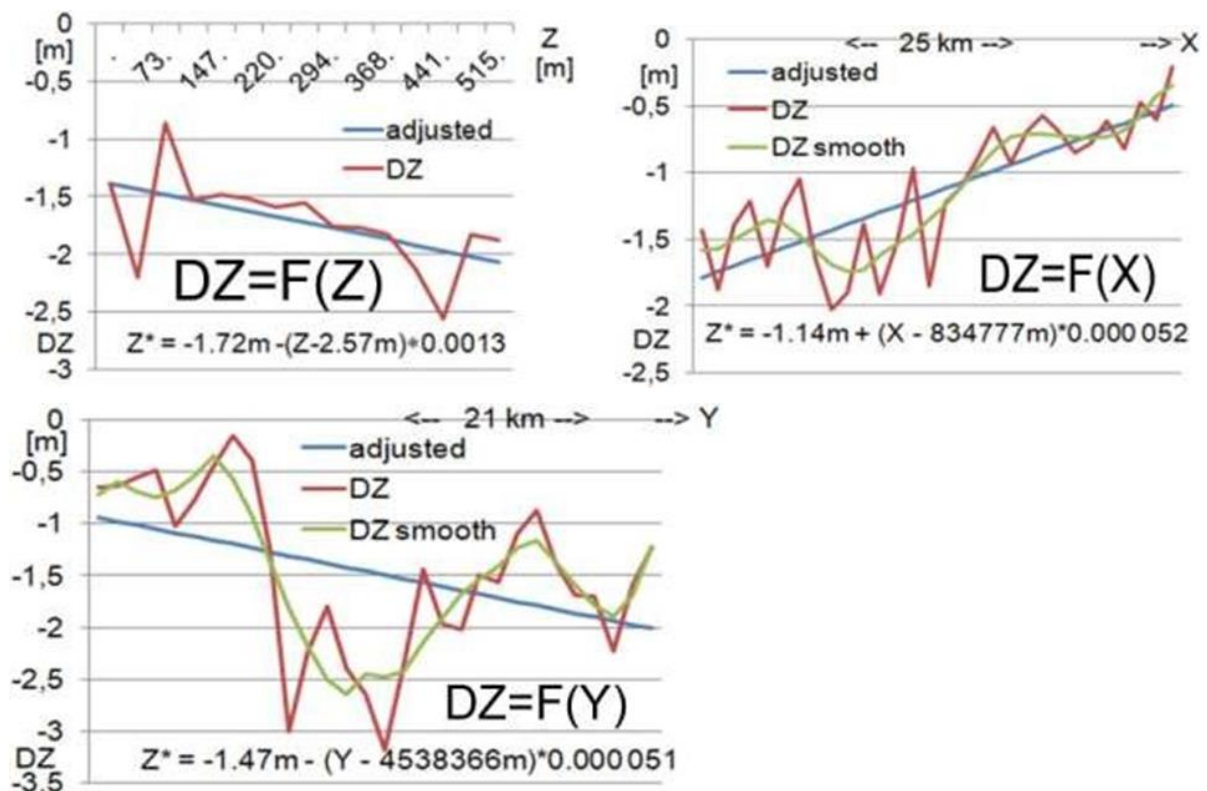 0
[m]
-0,5
-1
-1,5
-2
-2,5
DZ
-3
. 73. 147. 220. 294. 368. 441. 515.
Z
[m]
adjusted
DZ
DZ=F(Z)
Z* = -1.72m -(Z-2.57m)*0.0013
0
[m]
-0,5
-1
-1,5
-2
DZ
-2,5
<-- 25 km -->
--> X
adjusted
DZ
DZ smooth
DZ=F(X)
Z* = -1.14m + (X - 834777m)*0.000 052
0
[m]
-0,5
-1
-1,5
-2
-2,5
-3
DZ
-3,5
<-- 21 km -->
--> Y
adjusted
DZ
DZ smooth
DZ=F(Y)
Z* = -1.47m - (Y - 4538366m)*0.000 051